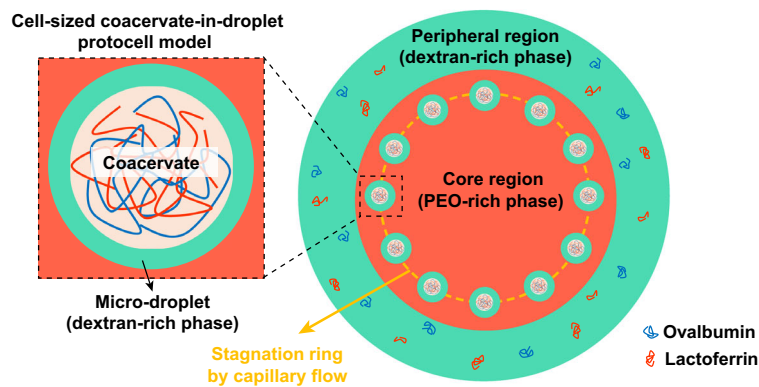 Cell-sized coacervate-in-droplet
protocell model
Coacervate
Micro-droplet
(dextran-rich phase)
Peripheral region
(dextran-rich phase)
Core region
(PEO-rich phase)
Stagnation ring
by capillary flow
Ovalbumin
Lactoferrin